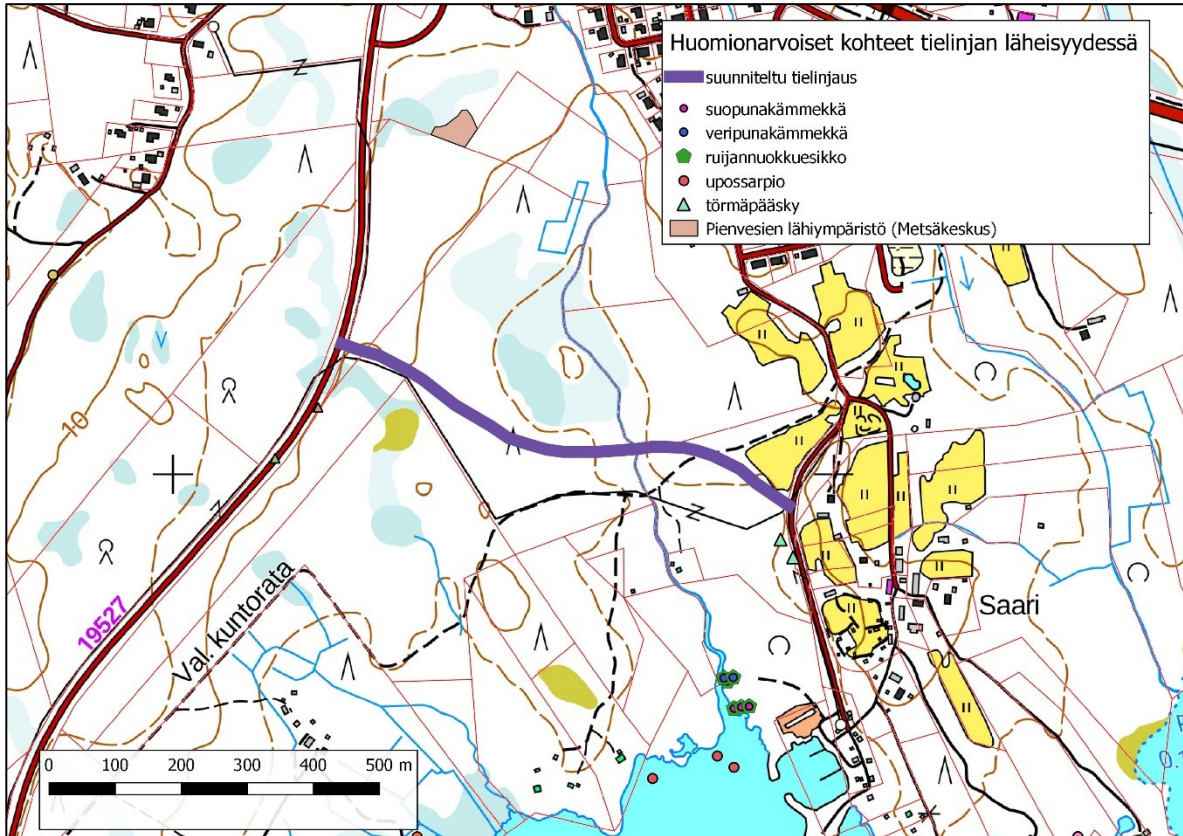 Huomionarvoiset kohteet tielinjan läheisyydessä
suunniteltu tielinjaus
suopunakämmekkä
veripunakämmekkä
ruijannuokkuesikko
upossarpio
törmäpääsky
Pienvesien lähiympäristö (Metsäkeskus)
10
19527
Val. kuntorata
Saari
0 100 200 300 400 500 m